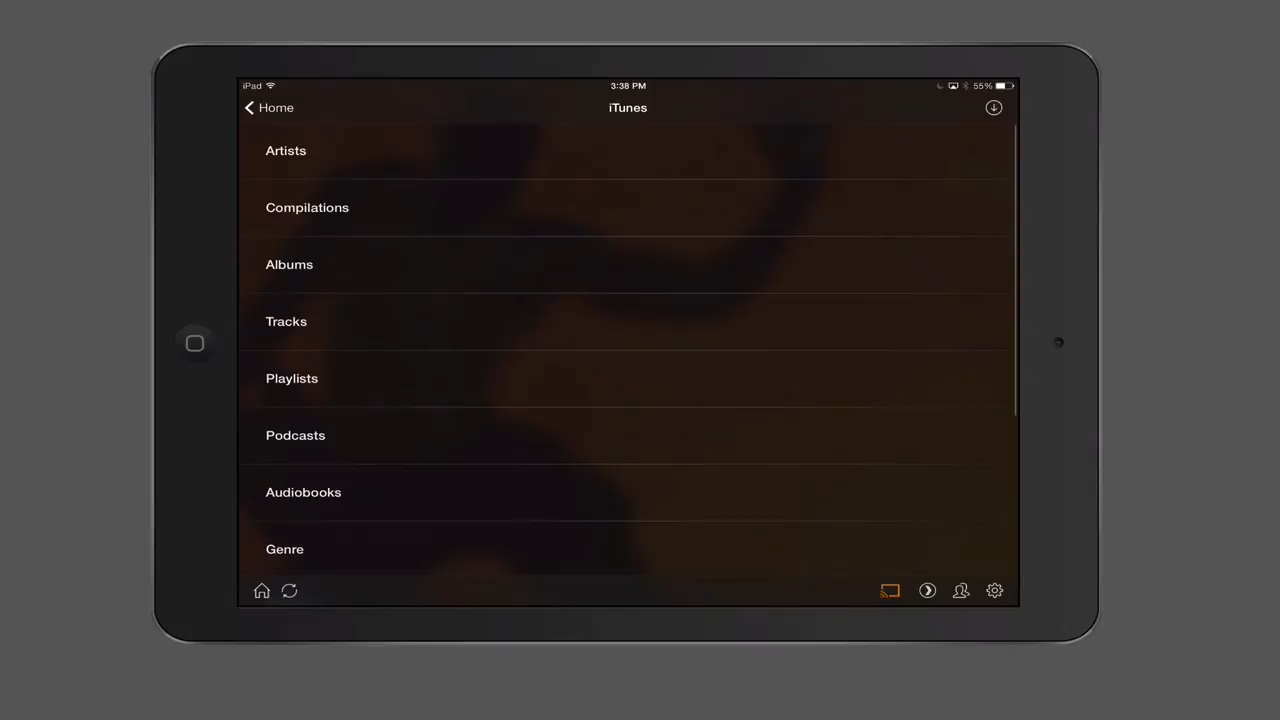 iPad 3:38 PM 55%
Home iTunes
Artists
Compilations
Albums
Tracks
Playlists
Podcasts
Audiobooks
Genre